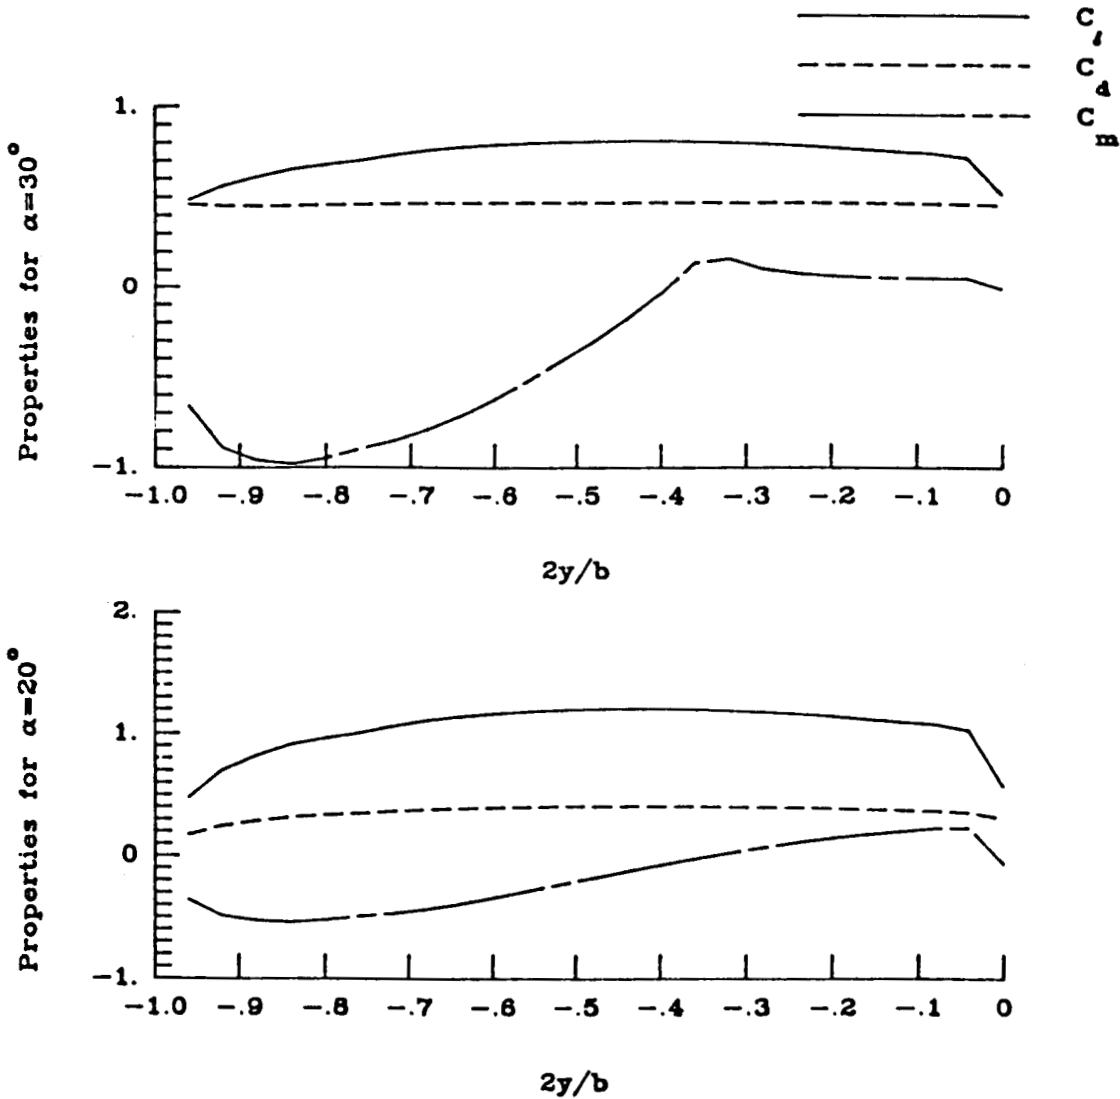 C_l
C_d
C_m
Properties for α=30°
1.
0
-1.
-1.0 -.9 -.8 -.7 -.6 -.5 -.4 -.3 -.2 -.1 0
2y/b
Properties for α=20°
2.
1.
0
-1.
-1.0 -.9 -.8 -.7 -.6 -.5 -.4 -.3 -.2 -.1 0
2y/b